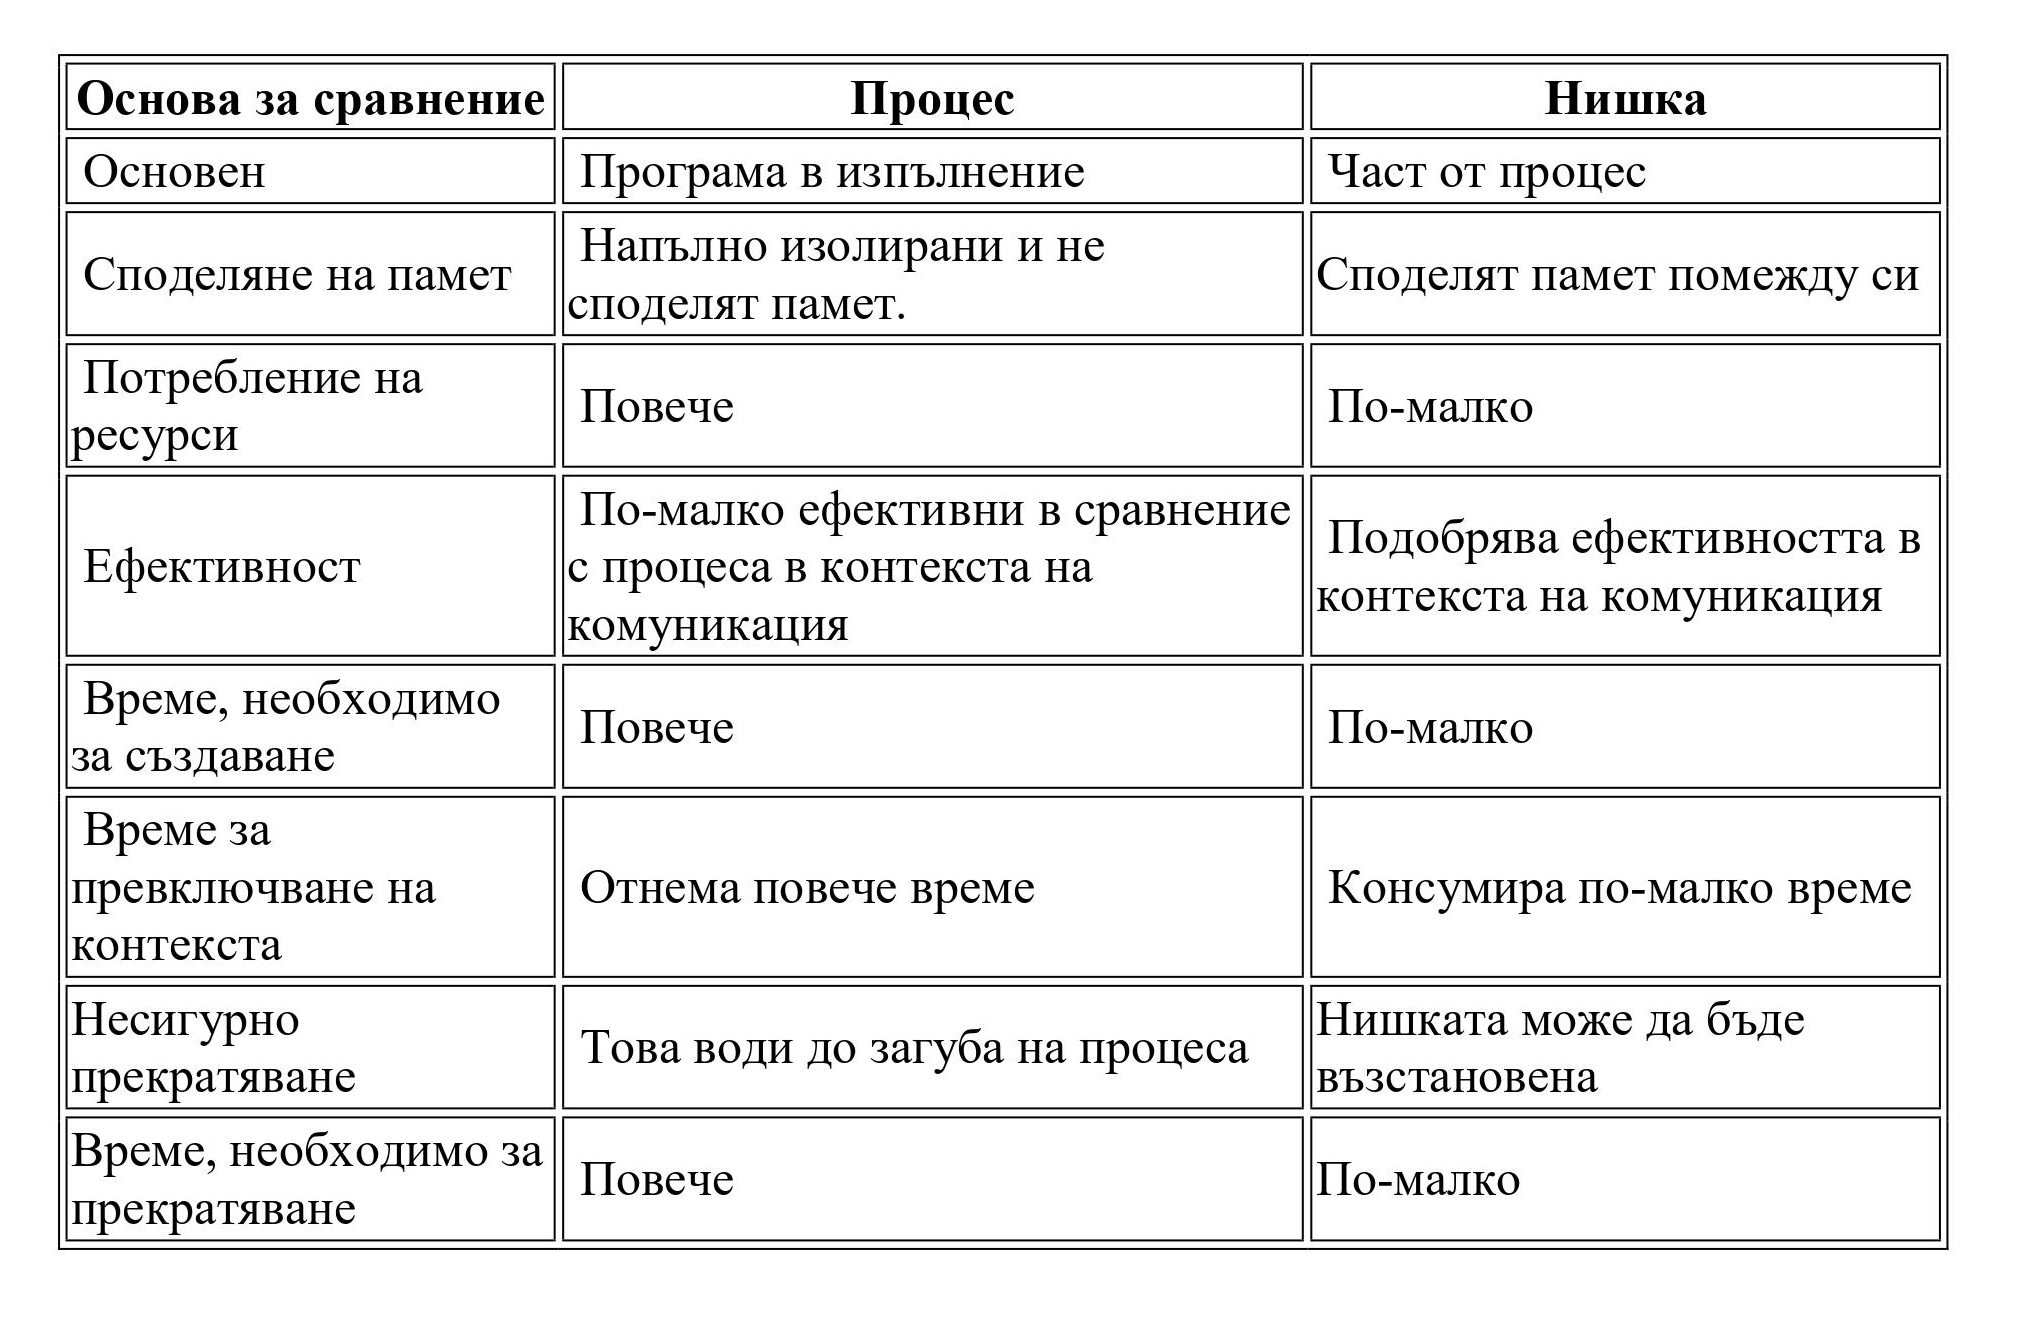 Основа за сравнение Процес Нишка
Основен Програма в изпълнение Част от процес
Споделяне на памет
Напълно изолирани и не
споделят памет.
Споделят памет помежду си
Потребление на
ресурси
Повече
По-малко
Ефективност
По-малко ефективни в сравнение
с процеса в контекста на
комуникация
Подобрява ефективността в
контекста на комуникация
Време, необходимо
за създаване
Повече
По-малко
Време за
превключване на
контекста
Отнема повече време
Консумира по-малко време
Несигурно
прекратяване
Това води до загуба на процеса
Нишката може да бъде
възстановена
Време, необходимо за
прекратяване
Повече
По-малко